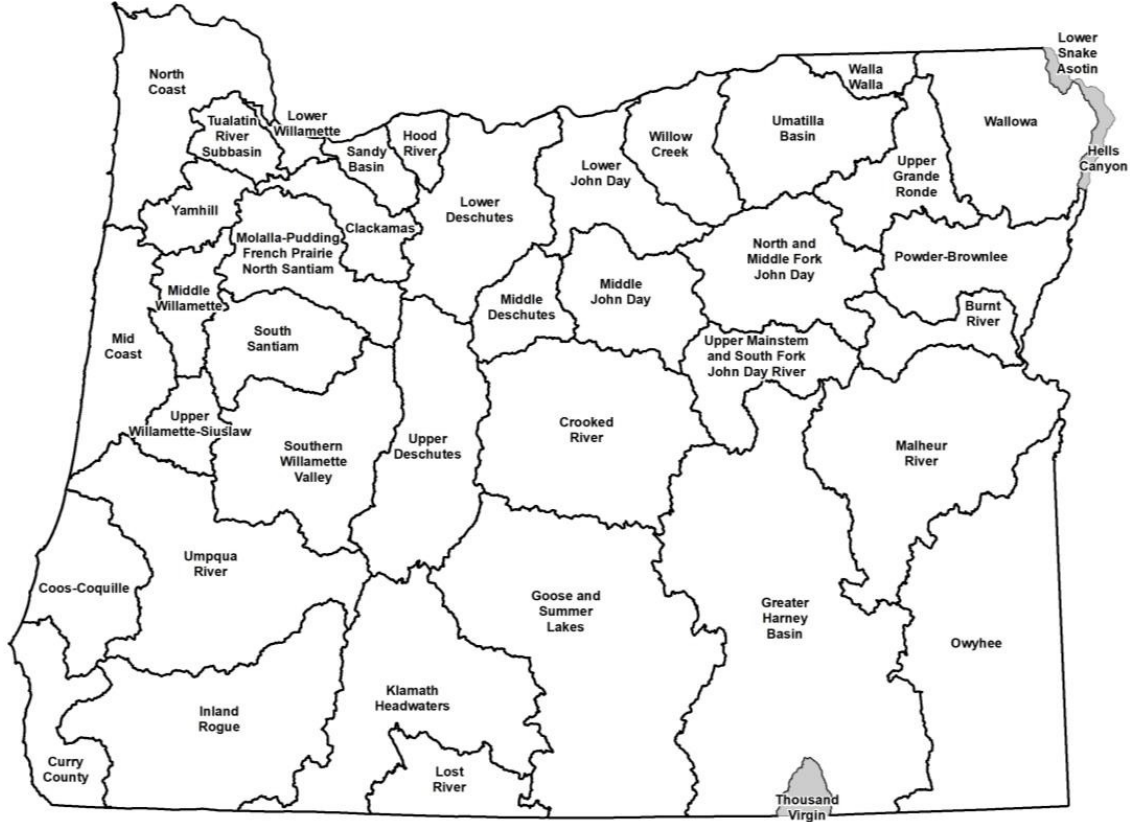 Lower
Snake
Asotin
North
Coast
Walla
Walla
Lower
Willamette
Tualatin
River
Subbasin
Hood
River
Sandy
Basin
Willow
Creek
Umatilla
Basin
Wallowa
Hells
Canyon
Lower
John Day
Upper
Grande
Ronde
Yamhill
Lower
Deschutes
Clackamas
Molalla-Pudding
French Prairie
North Santiam
North and
Middle Fork
John Day
Powder-Brownlee
Middle
Willamette
Middle
Deschutes
Middle
John Day
Burnt
River
Mid
Coast
South
Santiam
Upper Mainstem
and South Fork
John Day River
Upper
Willamette-Siuslaw
Southern
Willamette
Valley
Upper
Deschutes
Crooked
River
Malheur
River
Umpqua
River
Coos-Coquille
Goose and
Summer
Lakes
Greater
Harney
Basin
Owyhee
Inland
Rogue
Klamath
Headwaters
Curry
County
Lost
River
Thousand
Virgin